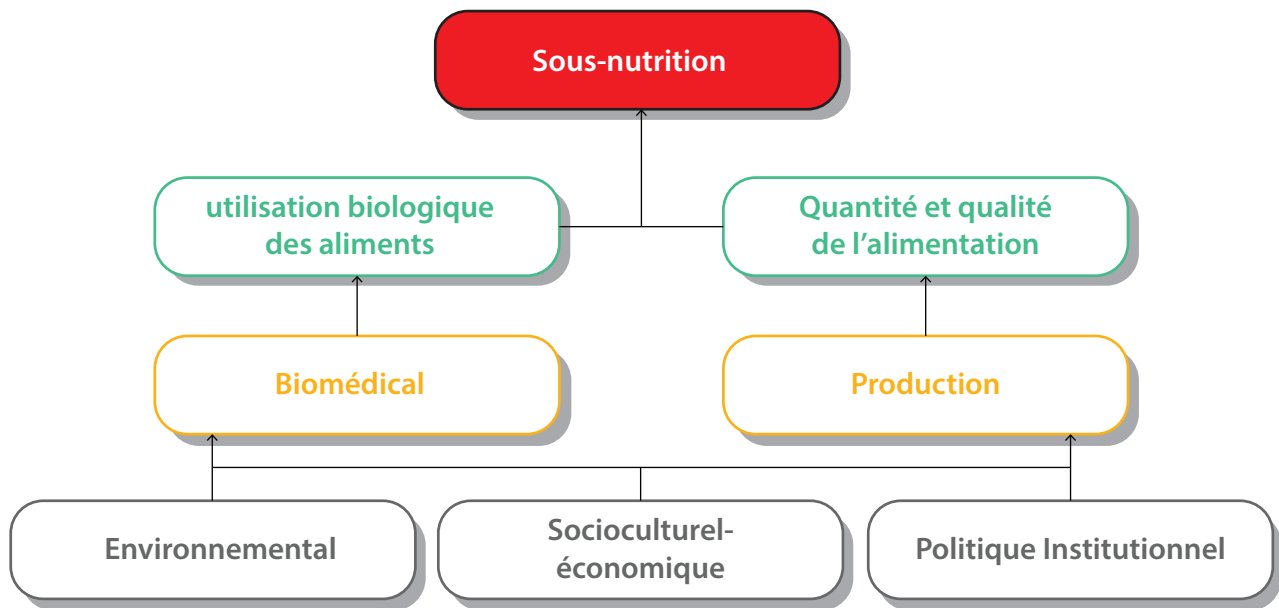 Sous-nutrition
utilisation biologique
des aliments
Quantité et qualité
de l’alimentation
Biomédical
Production
Environnemental
Socioculturel-
économique
Politique Institutionnel